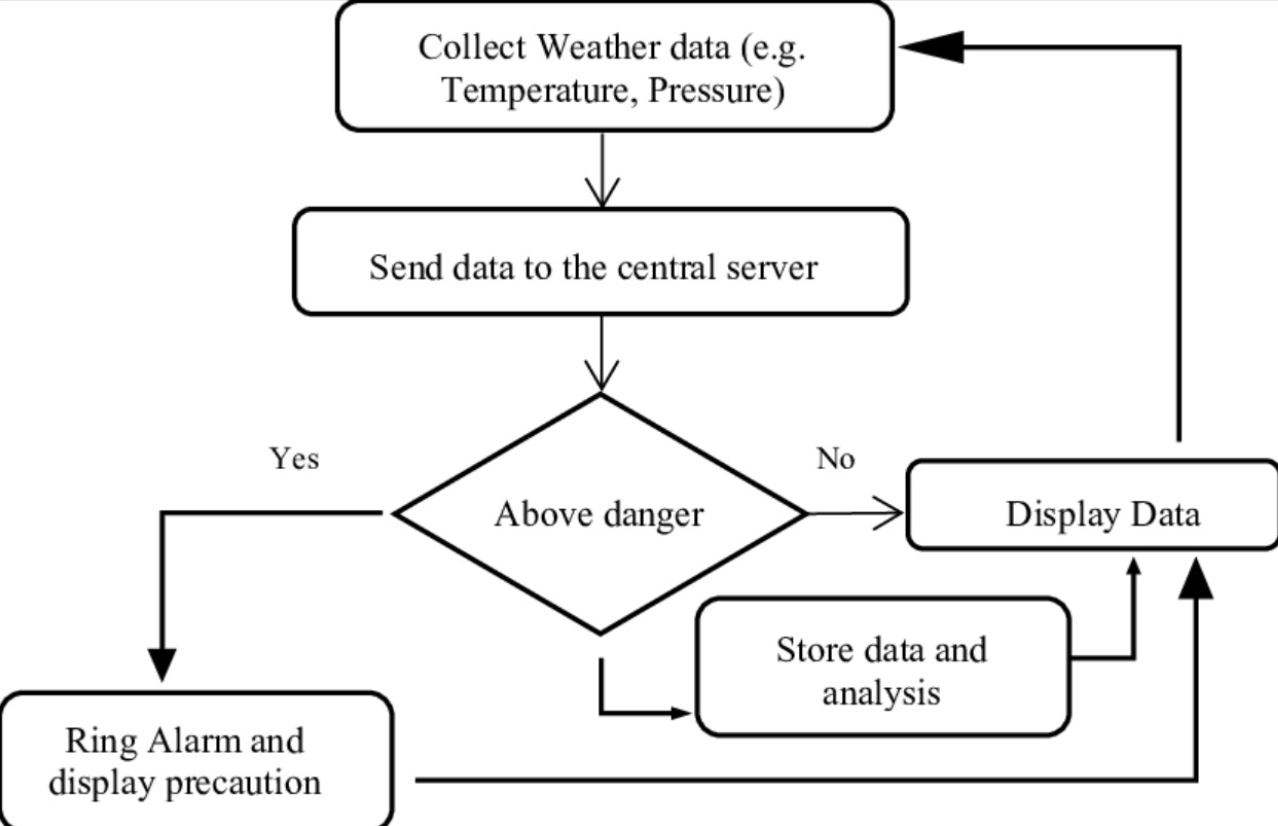 Collect Weather data (e.g.
Temperature, Pressure)
Send data to the central server
Yes
No
Above danger
Display Data
Store data and
analysis
Ring Alarm and
display precaution